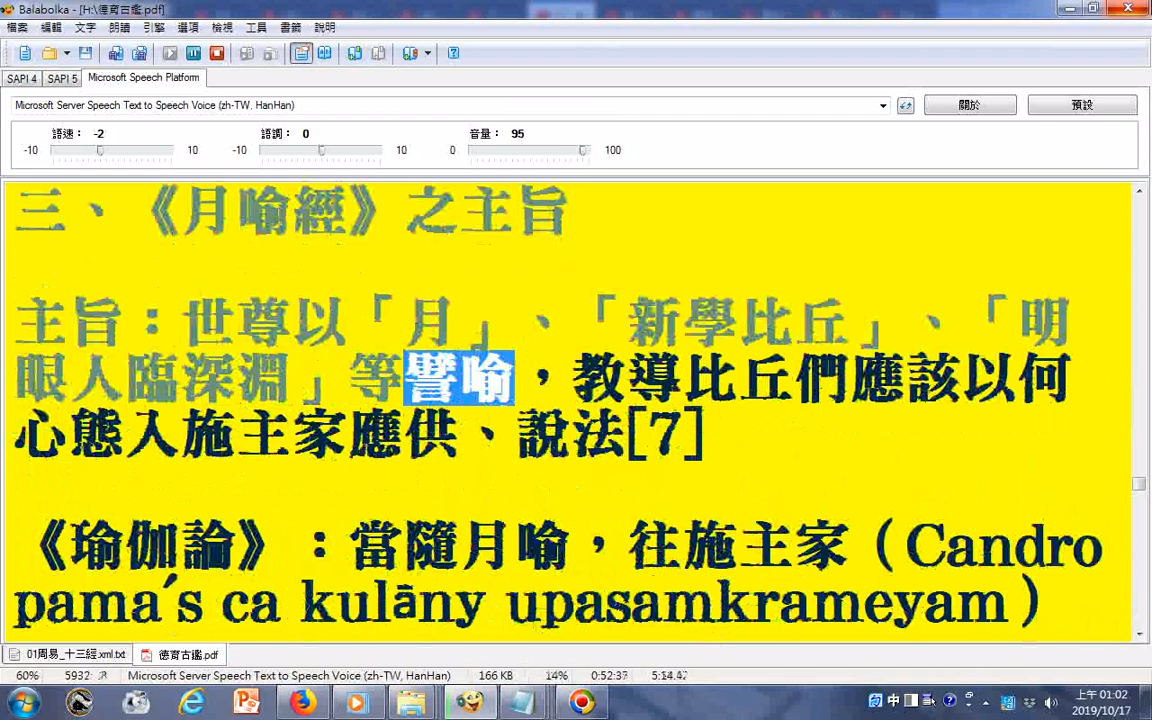 Balabolka - [H:\德育古鑑.pdf]
檔案 編輯 文字 朗讀 引擎 選項 檢視 工具 書籤 說明
SAPI 4 SAPI 5 Microsoft Speech Platform
Microsoft Server Speech Text to Speech Voice (zh-TW, HanHan) 關於 預設
語速： -2 語調： 0 音量： 95
-10 10 -10 10 0 100
三、《月喻經》之主旨
主旨：世尊以「月」、「新學比丘」、「明
眼人臨深淵」等譬喻，教導比丘們應該以何
心態入施主家應供、說法[7]
《瑜伽論》：當隨月喻，往施主家（Candro
pama´s ca kulāny upasamkrameyam）
01周易_十三經.xml.txt 德育古鑑.pdf
60% Microsoft Server Speech Text to Speech Voice (zh-TW, HanHan) 166 KB 14% 0:52:37 5:14:47
中 上午 01:02
2019/10/17